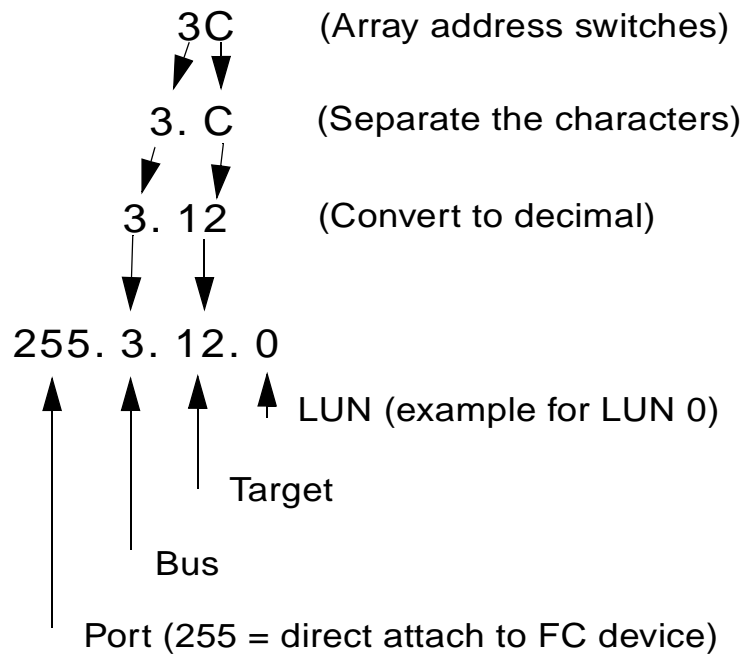 3C (Array address switches)
3. C (Separate the characters)
3. 12 (Convert to decimal)
255. 3. 12. 0
LUN (example for LUN 0)
Target
Bus
Port (255 = direct attach to FC device)